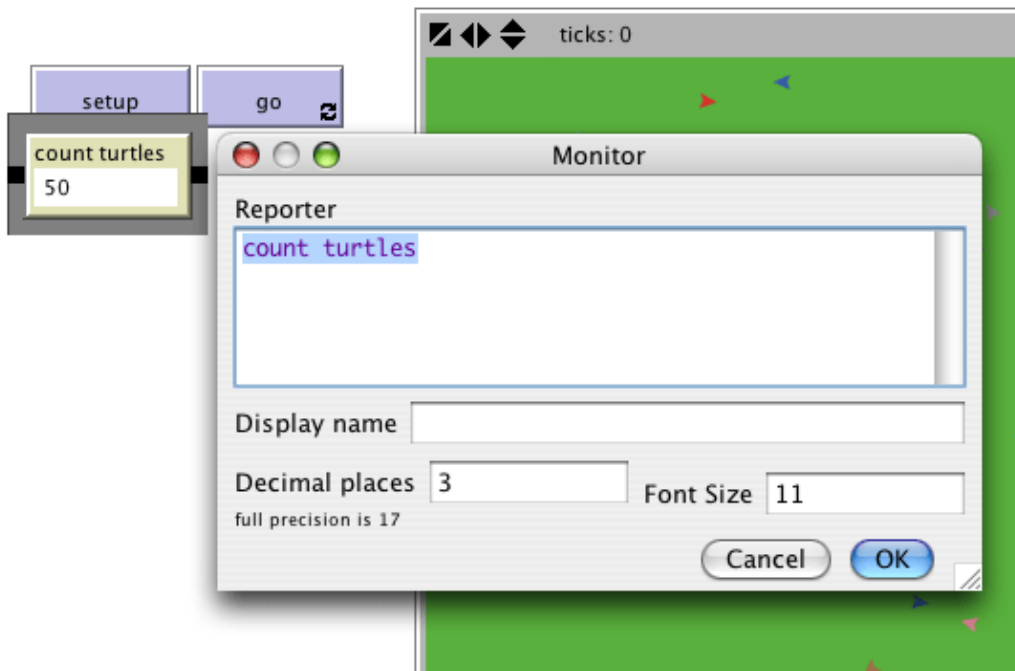 ticks: 0
setup
go
count turtles
50
Monitor
Reporter
count turtles
Display name
Decimal places 3
Font Size 11
full precision is 17
Cancel
OK